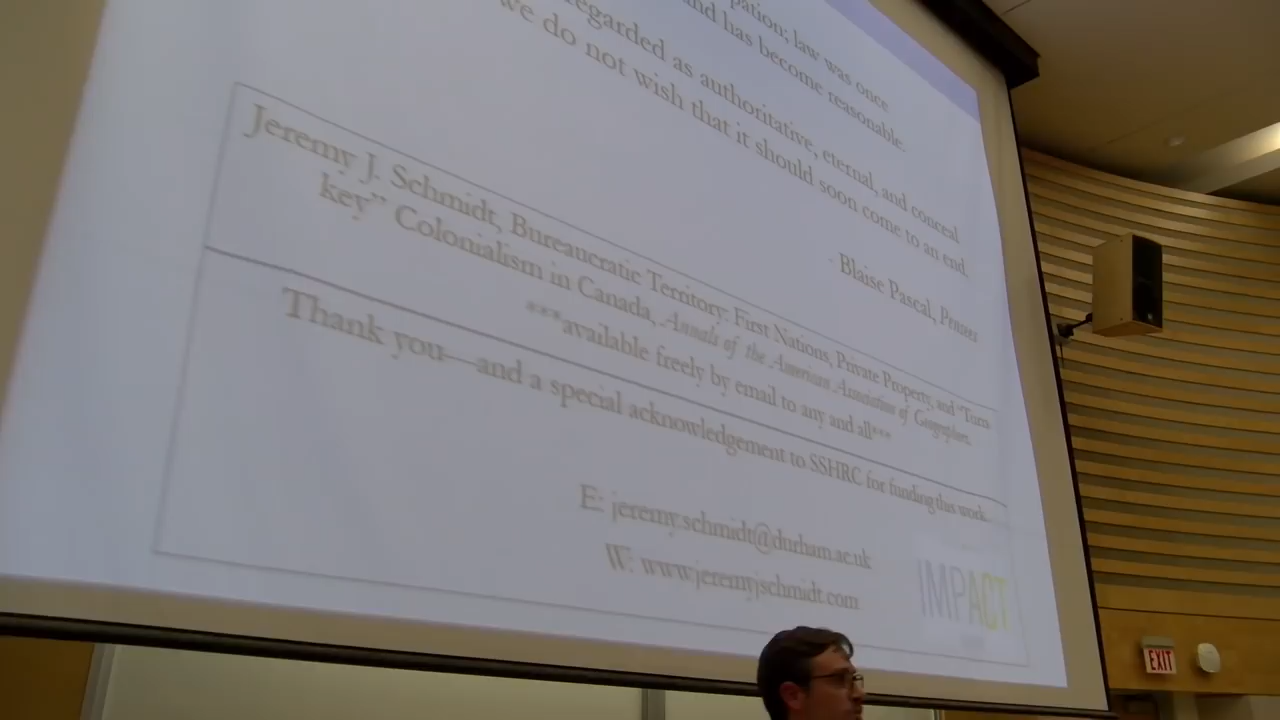 pation; law was once
and has become reasonable.
regarded as authoritative, eternal, and conceal
we do not wish that it should soon come to an end.
- Blaise Pascal, Pensees
Jeremy J. Schmidt, Bureaucratic Territory: First Nations, Private Property, and "Turn-
key" Colonialism in Canada, Annals of the American Association of Geographers.
***available freely by email to any and all***
Thank you—and a special acknowledgement to SSHRC for funding this work.
E: jeremy.schmidt@durham.ac.uk
W: www.jeremyjschmidt.com
IMPACT
EXIT